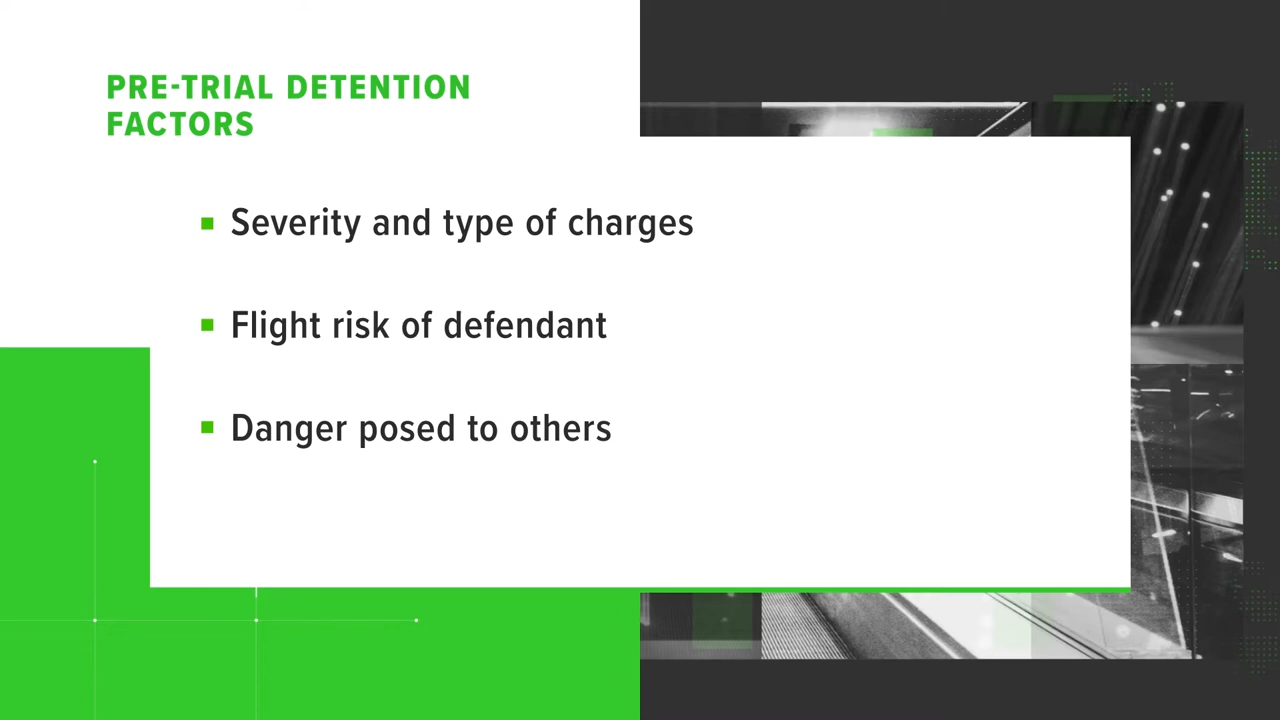 PRE-TRIAL DETENTION
FACTORS
Severity and type of charges
Flight risk of defendant
Danger posed to others